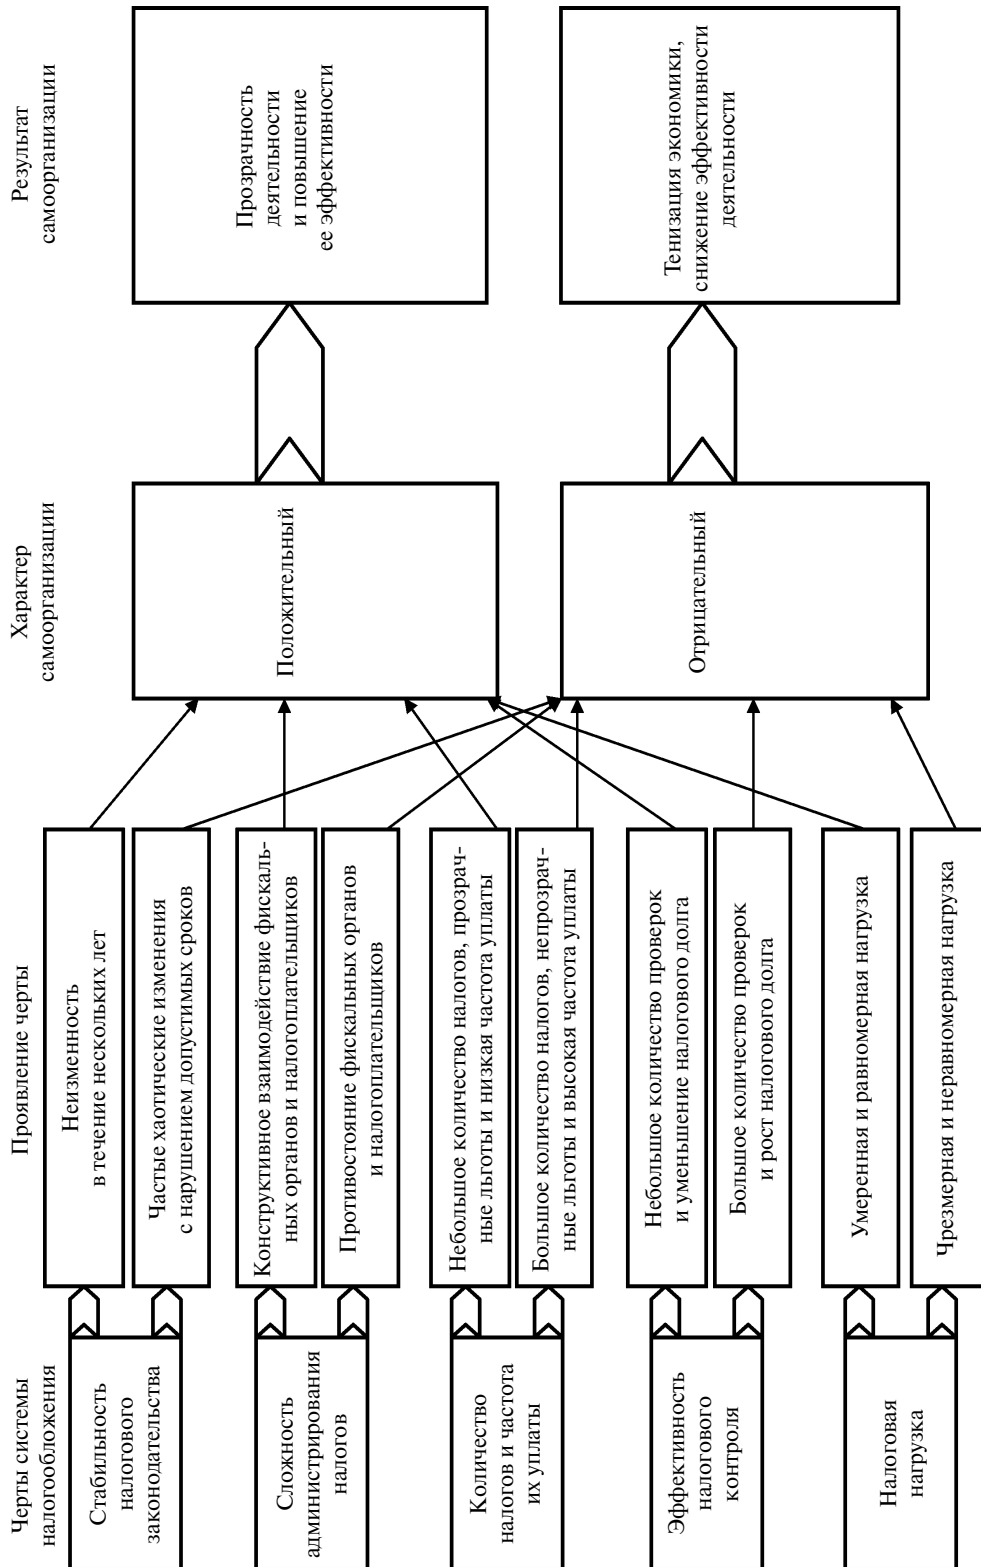 Черты системы
налогообложения
Проявление черты
Характер
самоорганизации
Результат
самоорганизации
Стабильность
налогового
законодательства
Неизменность
в течение нескольких лет
Частые хаотические изменения
с нарушением допустимых сроков
Сложность
администрирования
налогов
Конструктивное взаимодействие фискаль-
ных органов и налогоплательщиков
Противостояние фискальных органов
и налогоплательщиков
Количество
налогов и частота
их уплаты
Небольшое количество налогов, прозрач-
ные льготы и низкая частота уплаты
Большое количество налогов, непрозрач-
ные льготы и высокая частота уплаты
Эффективность
налогового
контроля
Небольшое количество проверок
и уменьшение налогового долга
Большое количество проверок
и рост налогового долга
Налоговая
нагрузка
Умеренная и равномерная нагрузка
Чрезмерная и неравномерная нагрузка
Положительный
Отрицательный
Прозрачность
деятельности
и повышение
ее эффективности
Тенизация экономики,
снижение эффективности
деятельности